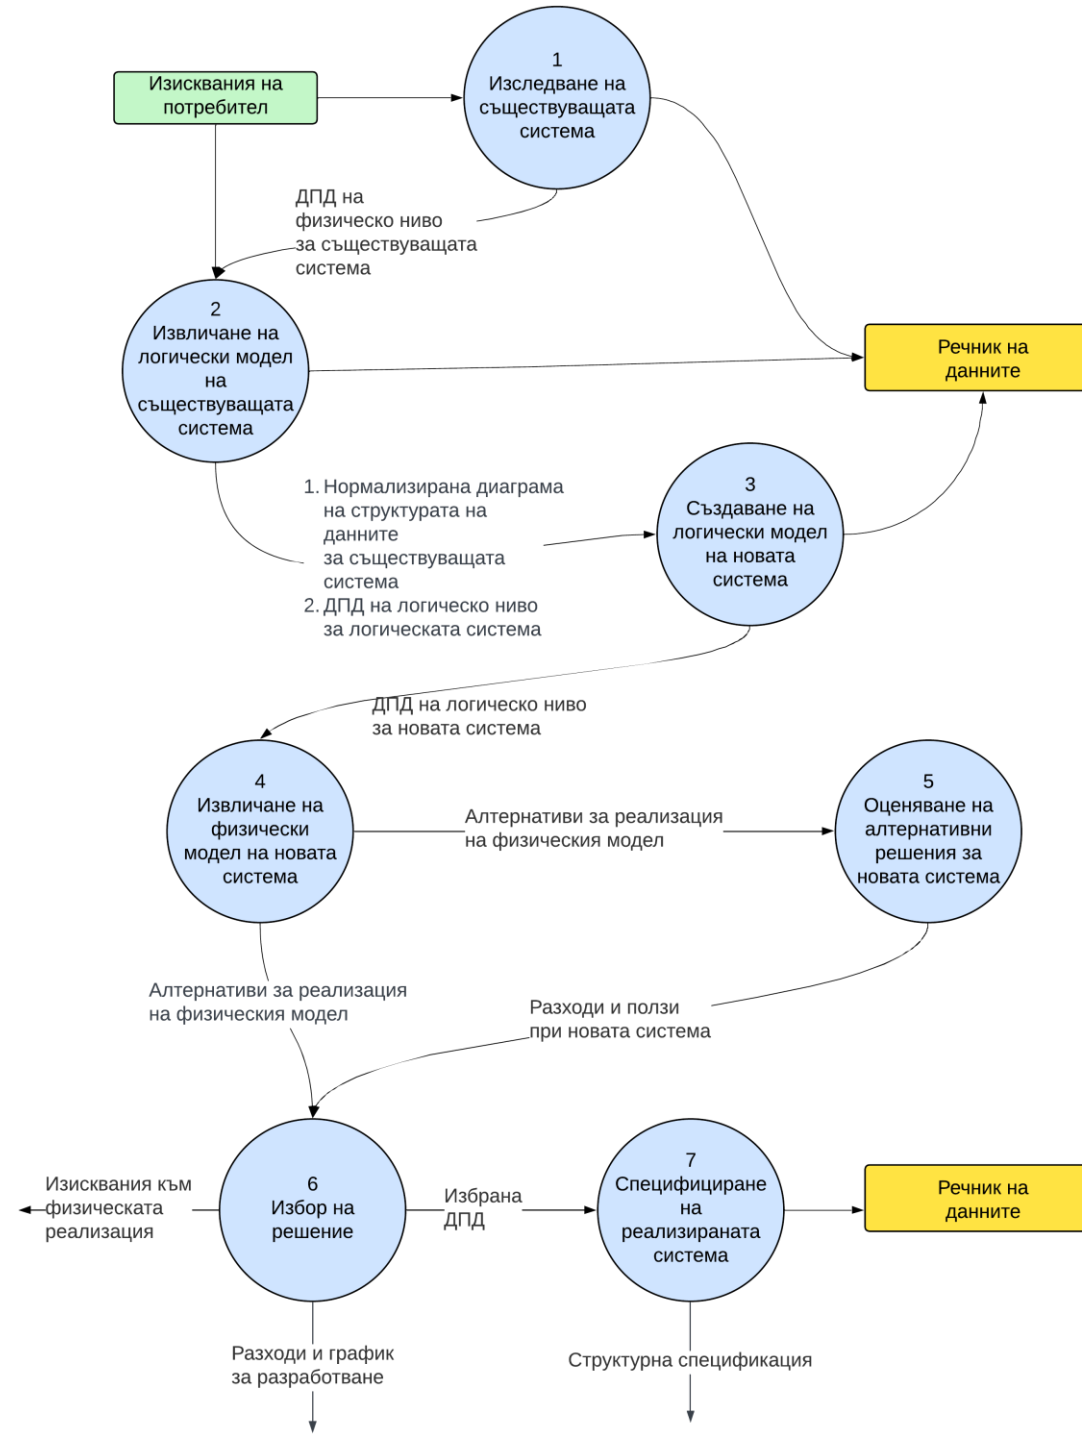 1
Изследване на
съществуващата
система
Изисквания на
потребител
ДПД на
физическо ниво
за съществуващата
система
2
Извличане на
логически модел
на
съществуващата
система
Речник на
данните
1. Нормализирана диаграма
на структурата на
данните
за съществуващата
система
2. ДПД на логическо ниво
за логическата система
3
Създаване на
логически модел
на новата
система
ДПД на логическо ниво
за новата система
4
Извличане на
физически
модел на новата
система
Алтернативи за реализация
на физическия модел
5
Оценяване на
алтернативни
решения за
новата система
Алтернативи за реализация
на физическия модел
Разходи и ползи
при новата система
Изисквания към
физическата
реализация
6
Избор на
решение
Избрана
ДПД
7
Специфициране
на
реализираната
система
Речник на
данните
Разходи и график
за разработване
Структурна спецификация